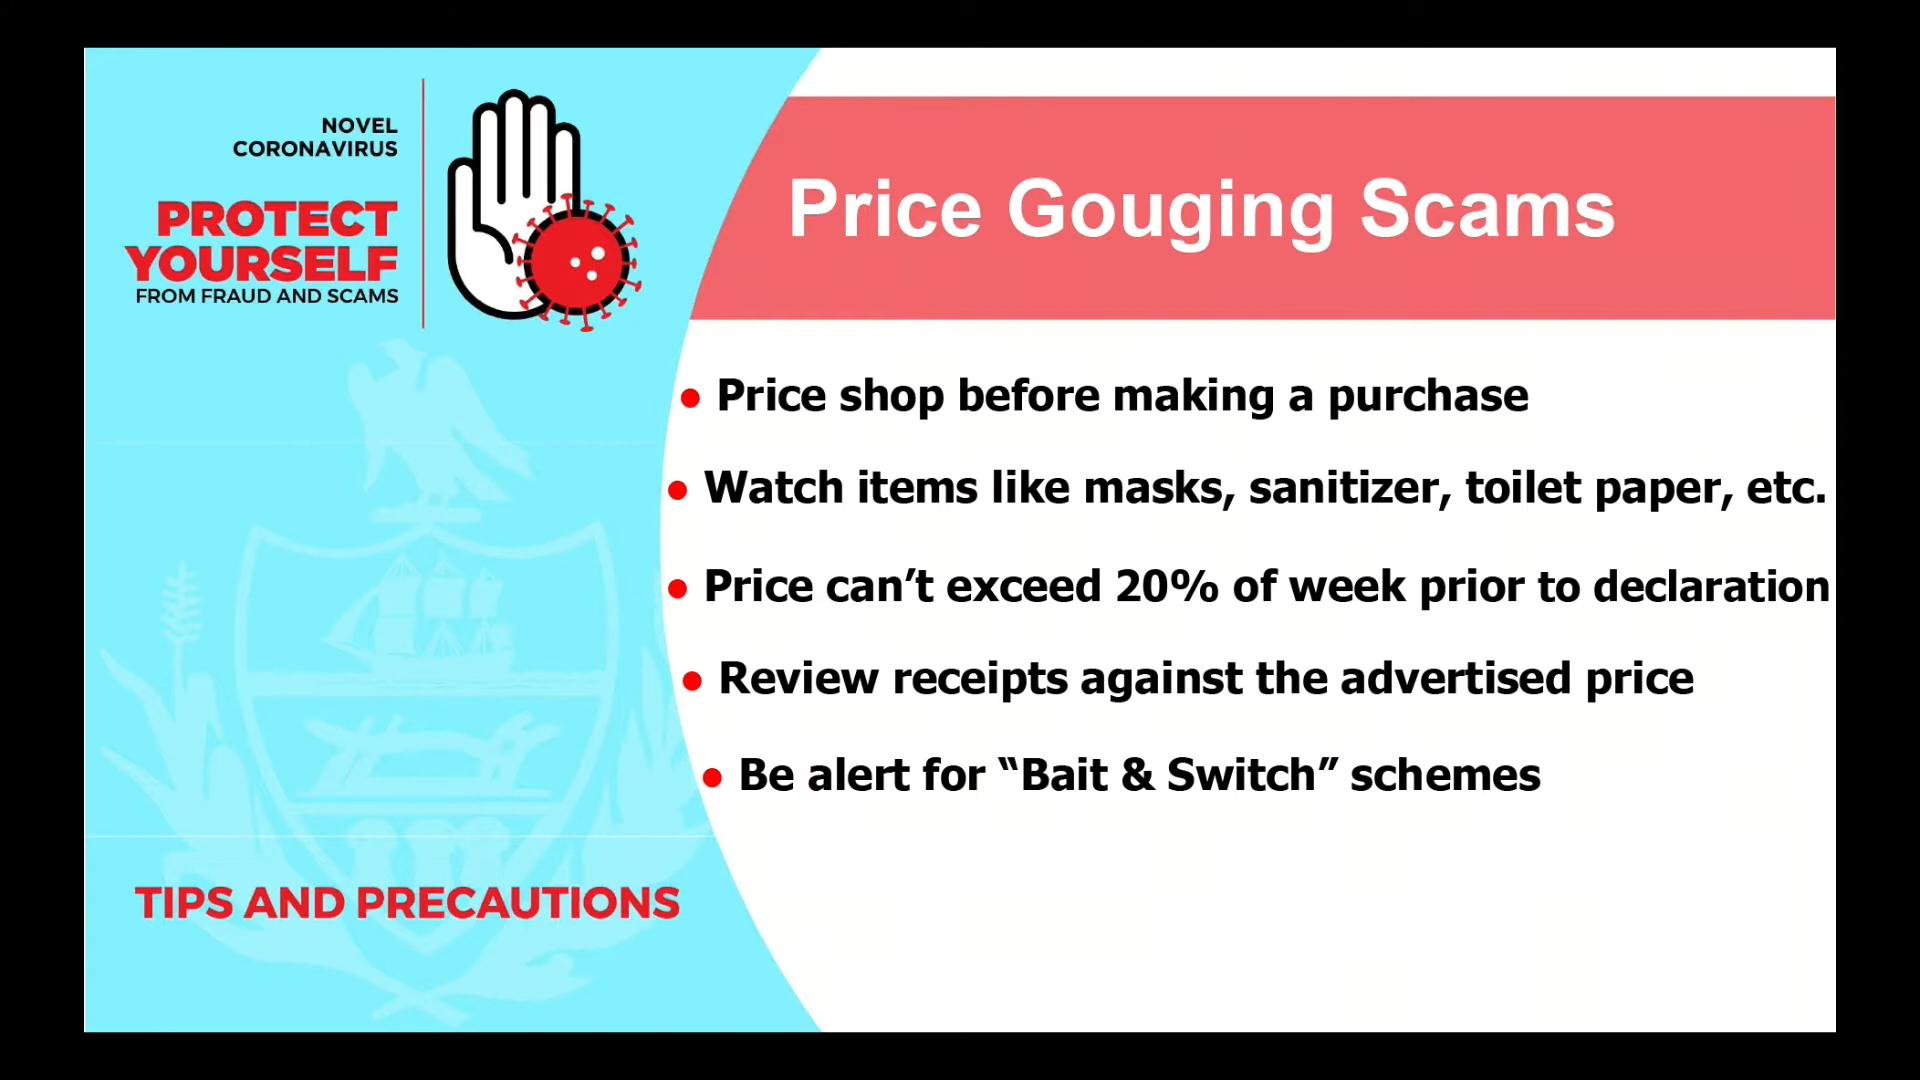 NOVEL
CORONAVIRUS
PROTECT
YOURSELF
FROM FRAUD AND SCAMS
Price Gouging Scams
● Price shop before making a purchase
● Watch items like masks, sanitizer, toilet paper, etc.
● Price can’t exceed 20% of week prior to declaration
● Review receipts against the advertised price
● Be alert for “Bait & Switch” schemes
TIPS AND PRECAUTIONS